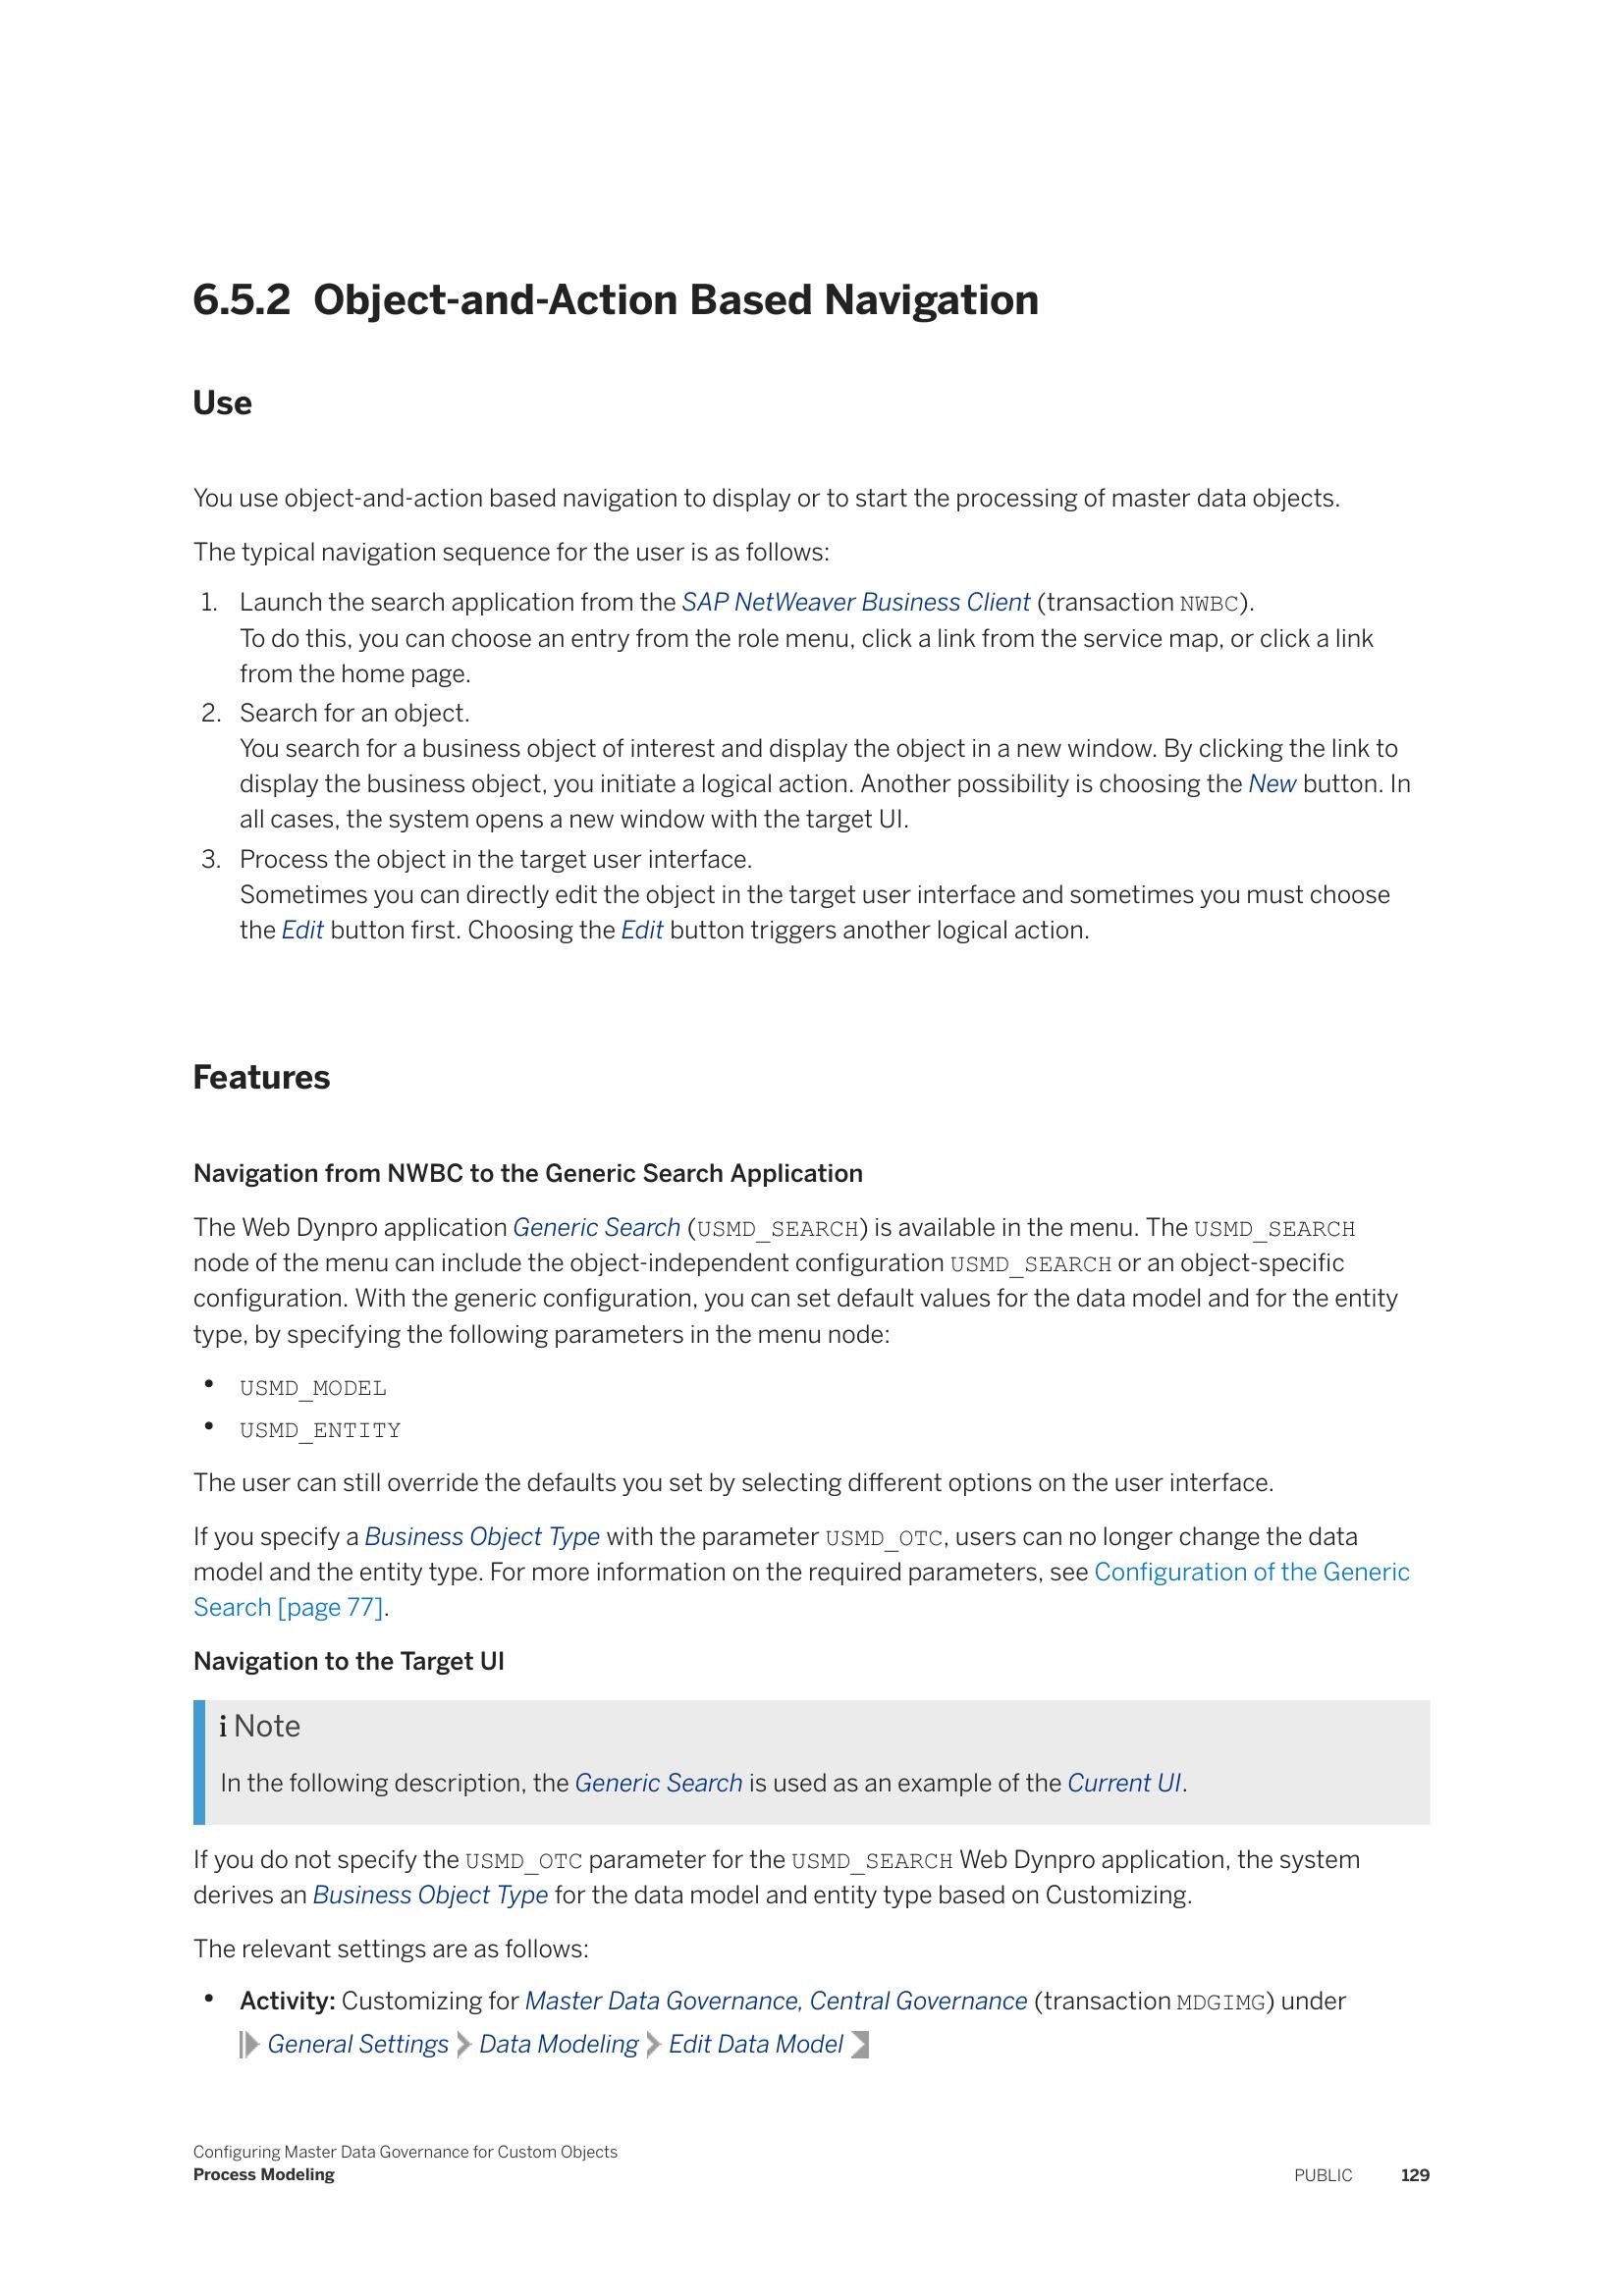 6.5.2 Object-and-Action Based Navigation
Use
You use object-and-action based navigation to display or to start the processing of master data objects.
The typical navigation sequence for the user is as follows:
1. Launch the search application from the SAP NetWeaver Business Client (transaction NWBC).
To do this, you can choose an entry from the role menu, click a link from the service map, or click a link
from the home page.
2. Search for an object.
You search for a business object of interest and display the object in a new window. By clicking the link to
display the business object, you initiate a logical action. Another possibility is choosing the New button. In
all cases, the system opens a new window with the target UI.
3. Process the object in the target user interface.
Sometimes you can directly edit the object in the target user interface and sometimes you must choose
the Edit button first. Choosing the Edit button triggers another logical action.
Features
Navigation from NWBC to the Generic Search Application
The Web Dynpro application Generic Search (USMD_SEARCH) is available in the menu. The USMD_SEARCH
node of the menu can include the object-independent configuration USMD_SEARCH or an object-specific
configuration. With the generic configuration, you can set default values for the data model and for the entity
type, by specifying the following parameters in the menu node:
• USMD_MODEL
• USMD_ENTITY
The user can still override the defaults you set by selecting different options on the user interface.
If you specify a Business Object Type with the parameter USMD_OTC, users can no longer change the data
model and the entity type. For more information on the required parameters, see Configuration of the Generic
Search [page 77].
Navigation to the Target UI
i Note
In the following description, the Generic Search is used as an example of the Current UI.
If you do not specify the USMD_OTC parameter for the USMD_SEARCH Web Dynpro application, the system
derives an Business Object Type for the data model and entity type based on Customizing.
The relevant settings are as follows:
• Activity: Customizing for Master Data Governance, Central Governance (transaction MDGIMG) under
General Settings > Data Modeling > Edit Data Model
Configuring Master Data Governance for Custom Objects
Process Modeling
PUBLIC 129